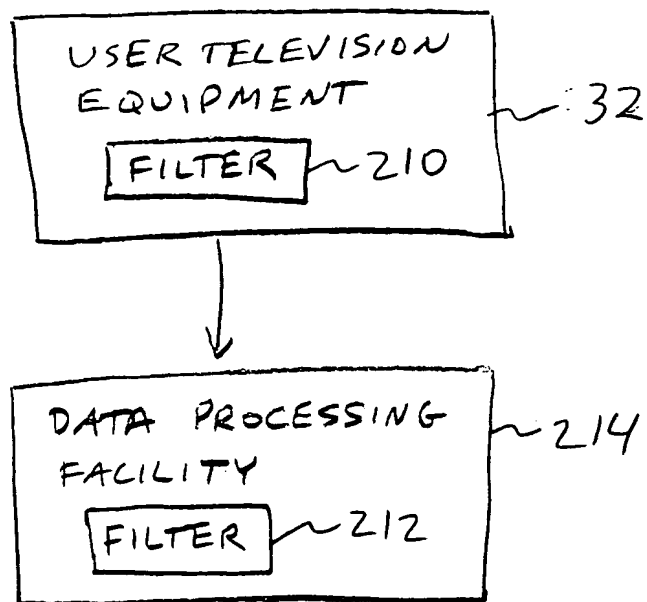 USER TELEVISION
EQUIPMENT
32
FILTER
210
DATA PROCESSING
214
FACILITY
FILTER
212